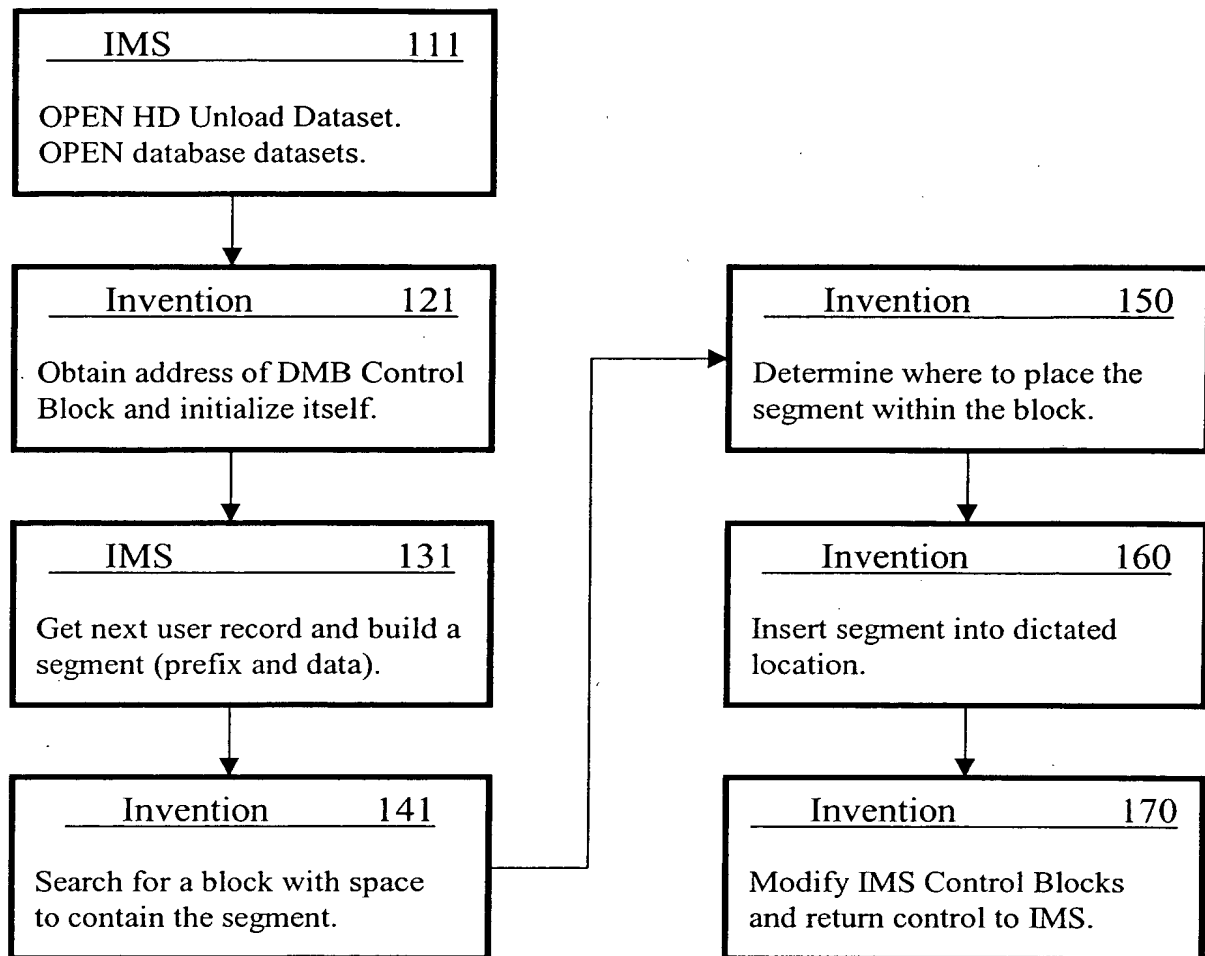 IMS 111
OPEN HD Unload Dataset.
OPEN database datasets.
Invention 121
Obtain address of DMB Control
Block and initialize itself.
IMS 131
Get next user record and build a
segment (prefix and data).
Invention 141
Search for a block with space
to contain the segment.
Invention 150
Determine where to place the
segment within the block.
Invention 160
Insert segment into dictated
location.
Invention 170
Modify IMS Control Blocks
and return control to IMS.